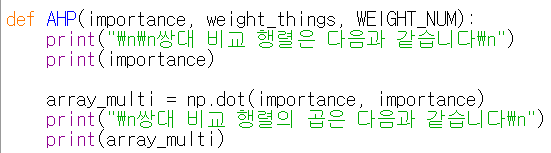 def AHP(importance, weight_things, WEIGHT_NUM):
    print("₩n₩n쌍대 비교 행렬은 다음과 같습니다₩n")
    print(importance)

    array_multi = np.dot(importance, importance)
    print("₩n쌍대 비교 행렬의 곱은 다음과 같습니다₩n")
    print(array_multi)